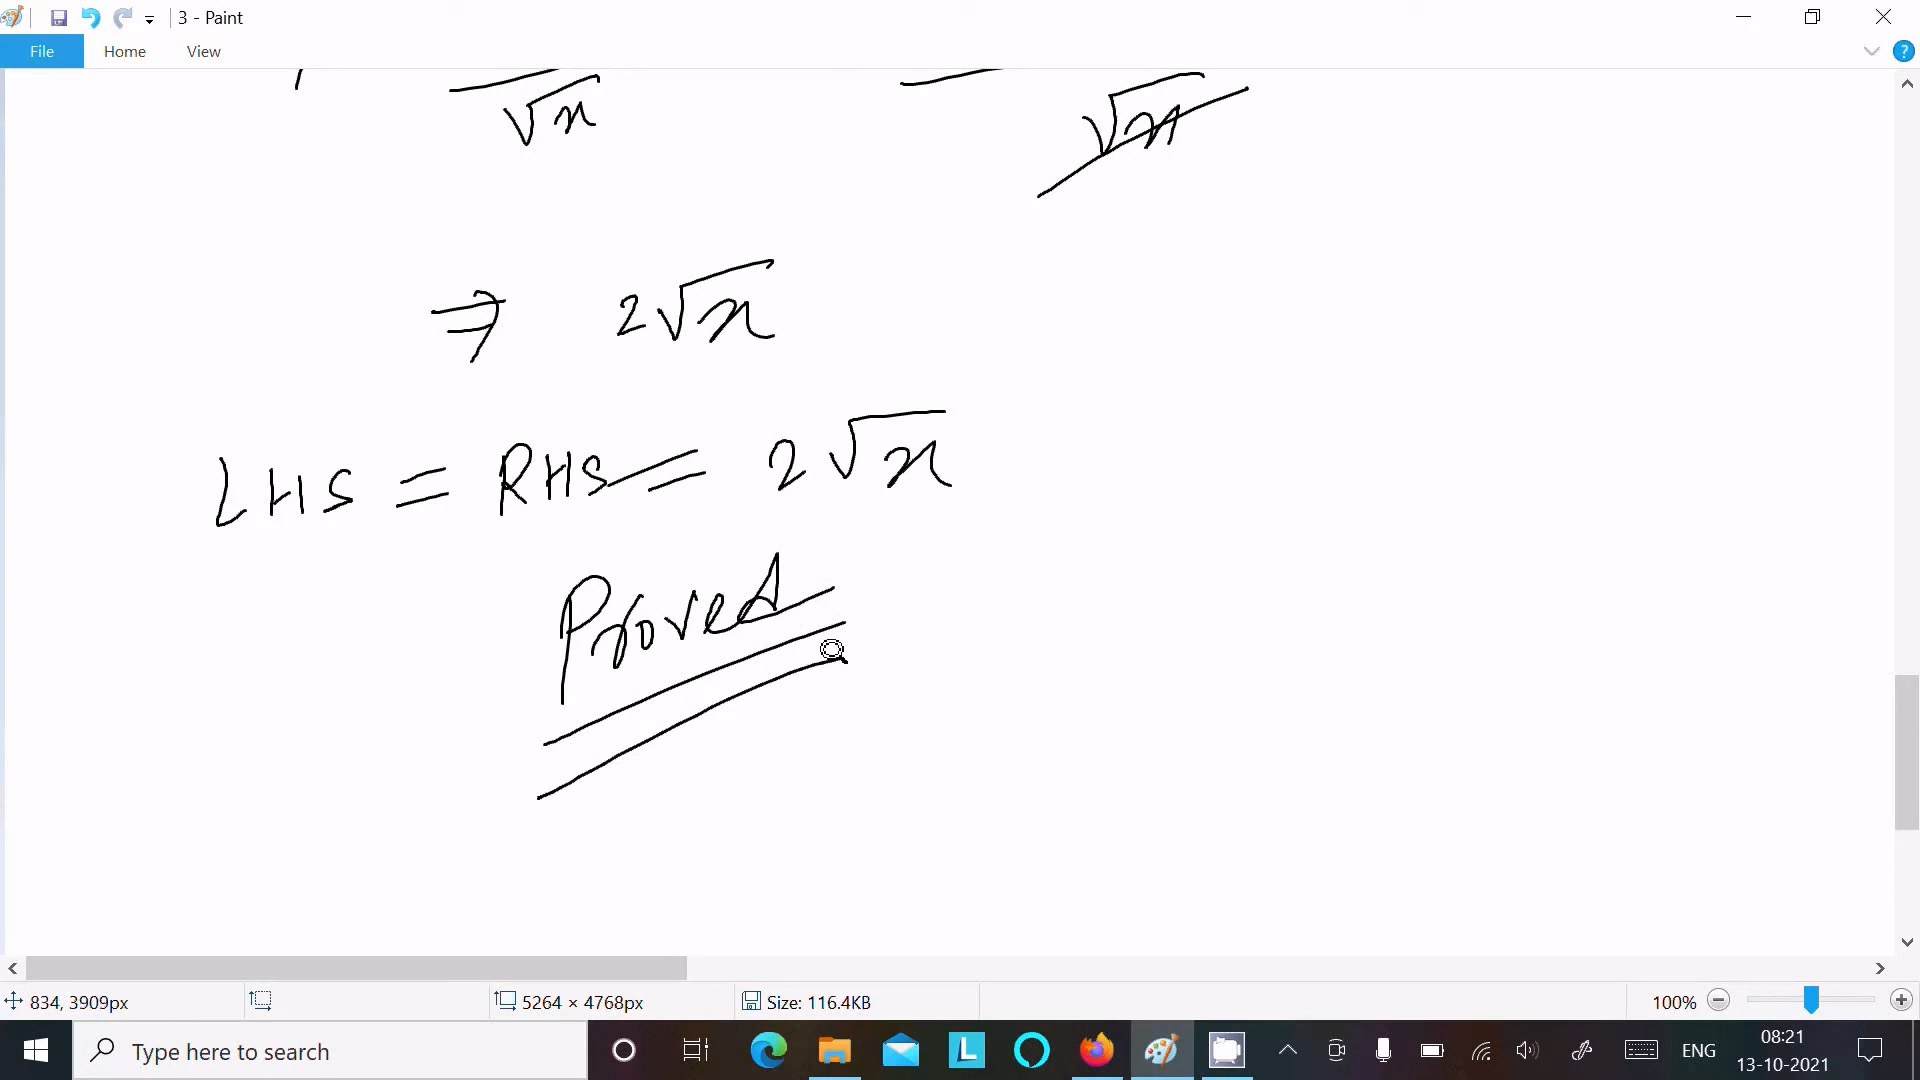 3 - Paint
File Home View
√x √x
⇒ 2√x
LHS = RHS = 2√x
Proved
834, 3909px 5264 × 4768px Size: 116.4KB 100%
Type here to search L ENG 08:21
13-10-2021